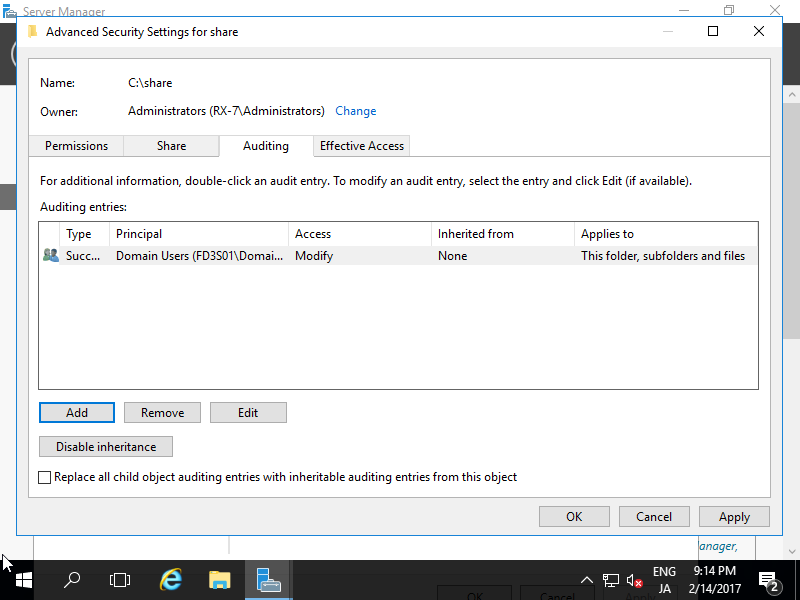 Server Manager
Advanced Security Settings for share
Name: C:\share
Owner: Administrators (RX-7\Administrators) Change
Permissions Share Auditing Effective Access
For additional information, double-click an audit entry. To modify an audit entry, select the entry and click Edit (if available).
Auditing entries:
Type Principal Access Inherited from Applies to
Succ... Domain Users (FD3S01\Domai... Modify None This folder, subfolders and files
Add Remove Edit
Disable inheritance
Replace all child object auditing entries with inheritable auditing entries from this object
OK Cancel Apply
anager,
ENG 9:14 PM
JA 2/14/2017 2
OK Cancel Apply